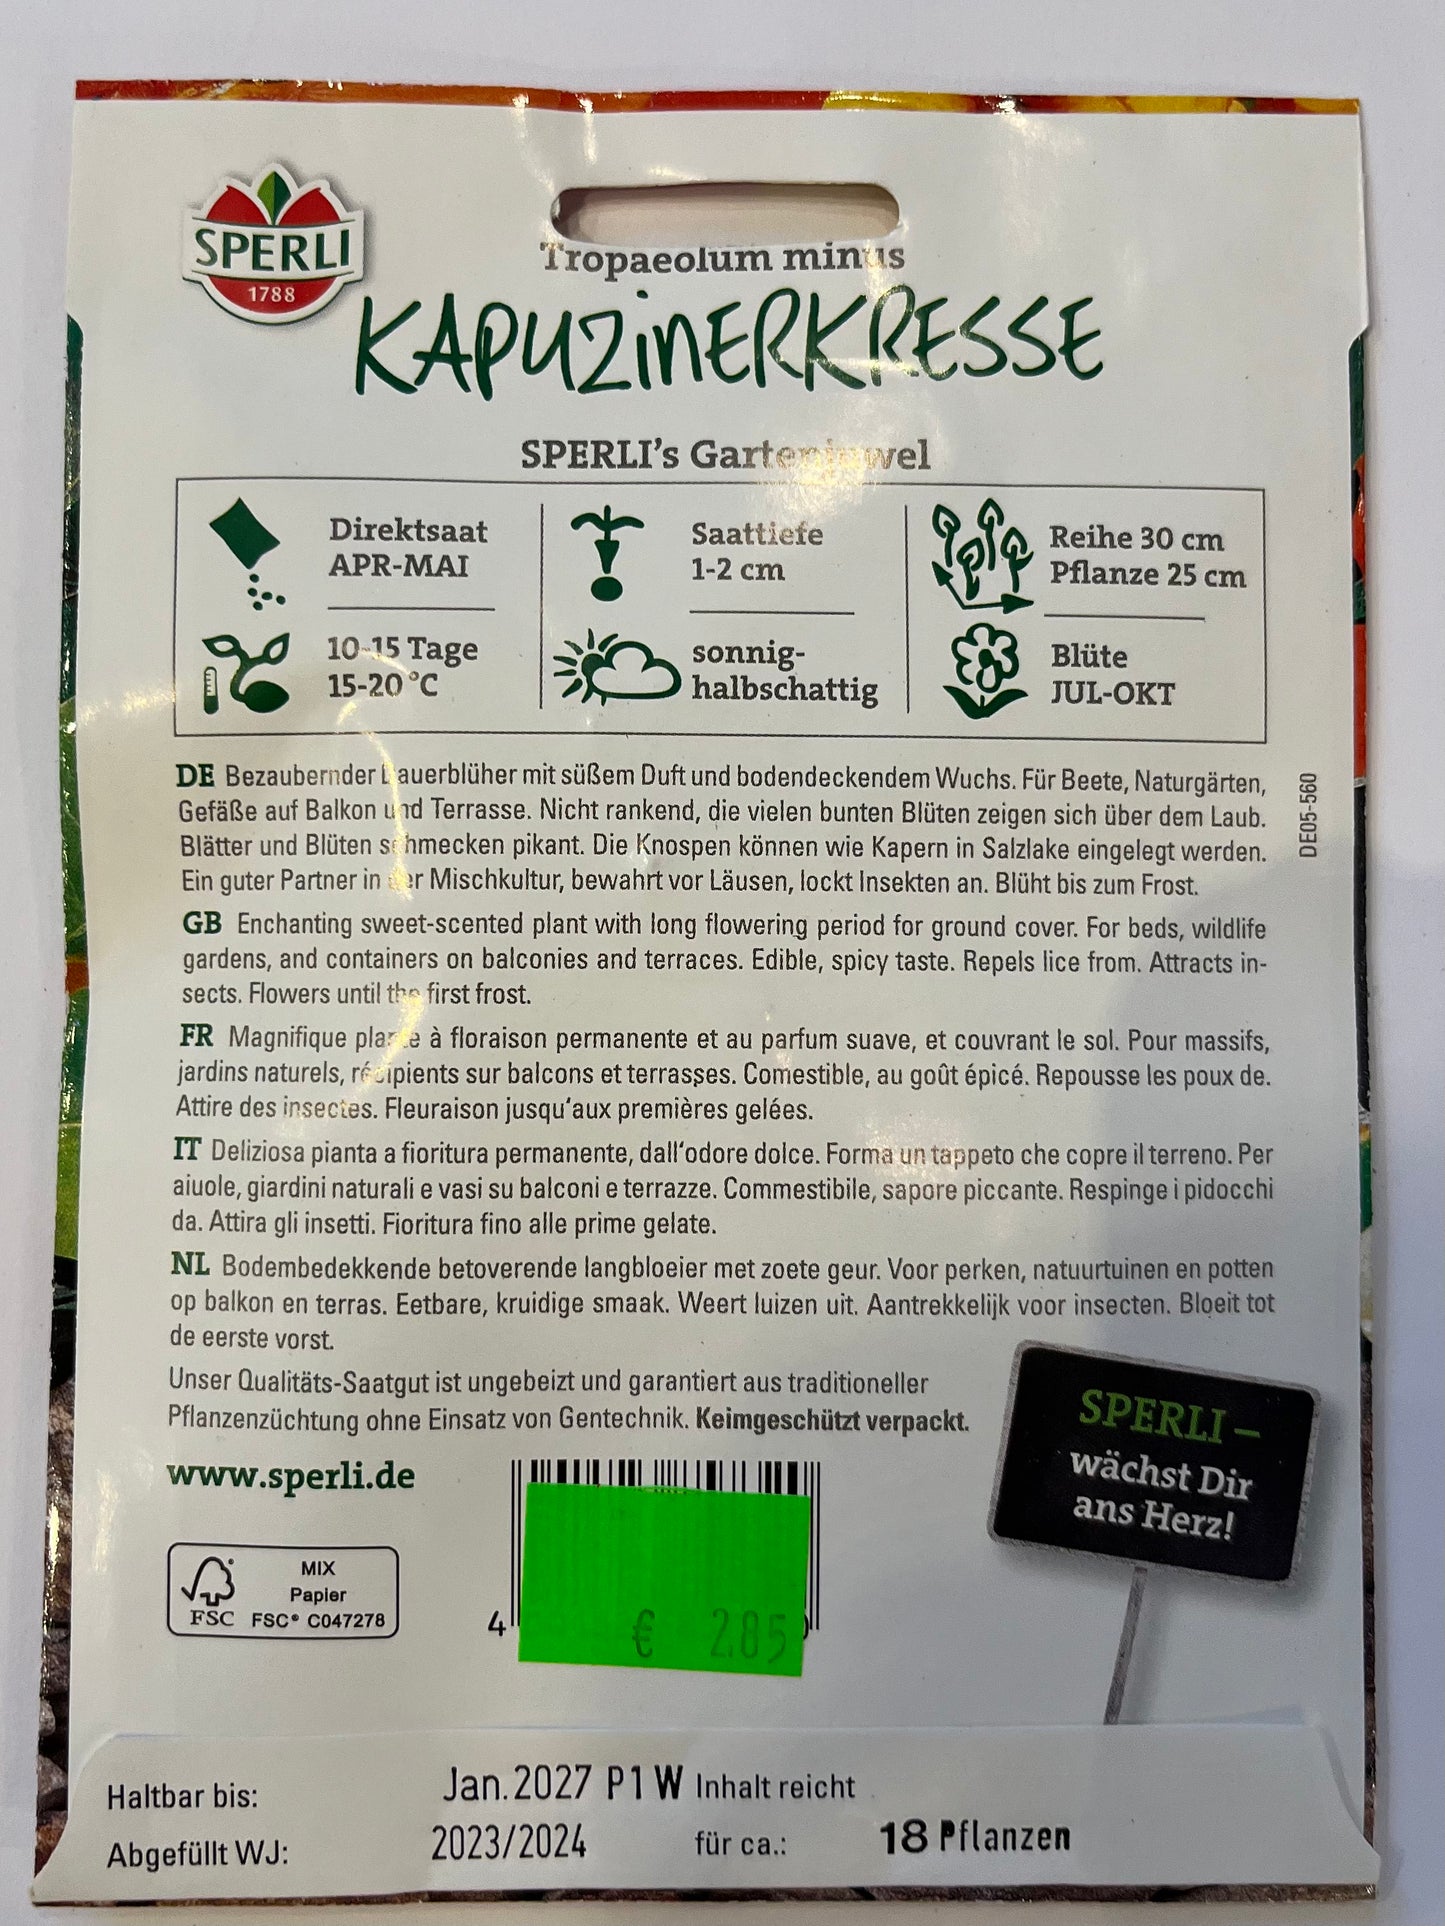 SPERLI
1788
Tropaeolum minus
KAPUZINERKRESSE
SPERLI's Gartenjuwel
Direktsaat
APR-MAI
10-15 Tage
15-20 °C
Saattiefe
1-2 cm
sonnig-
halbschattig
Reihe 30 cm
Pflanze 25 cm
Blüte
JUL-OKT
DE Bezaubernder Dauerblüher mit süßem Duft und bodendeckendem Wuchs. Für Beete, Naturgärten,
Gefäße auf Balkon und Terrasse. Nicht rankend, die vielen bunten Blüten zeigen sich über dem Laub.
Blätter und Blüten schmecken pikant. Die Knospen können wie Kapern in Salzlake eingelegt werden.
Ein guter Partner in der Mischkultur, bewahrt vor Läusen, lockt Insekten an. Blüht bis zum Frost.
DE05-560
GB Enchanting sweet-scented plant with long flowering period for ground cover. For beds, wildlife
gardens, and containers on balconies and terraces. Edible, spicy taste. Repels lice from. Attracts in-
sects. Flowers until the first frost.
FR Magnifique plante à floraison permanente et au parfum suave, et couvrant le sol. Pour massifs,
jardins naturels, récipients sur balcons et terrasses. Comestible, au goût épicé. Repousse les poux de.
Attire des insectes. Fleuraison jusqu'aux premières gelées.
IT Deliziosa pianta a fioritura permanente, dall'odore dolce. Forma un tappeto che copre il terreno. Per
aiuole, giardini naturali e vasi su balconi e terrazze. Commestibile, sapore piccante. Respinge i pidocchi
da. Attira gli insetti. Fioritura fino alle prime gelate.
NL Bodembedekkende betoverende langbloeier met zoete geur. Voor perken, natuurtuinen en potten
op balkon en terras. Eetbare, kruidige smaak. Weert luizen uit. Aantrekkelijk voor insecten. Bloeit tot
de eerste vorst.
Unser Qualitäts-Saatgut ist ungebeizt und garantiert aus traditioneller
Pflanzenzüchtung ohne Einsatz von Gentechnik. Keimgeschützt verpackt.
www.sperli.de
SPERLI –
wächst Dir
ans Herz!
MIX
Papier
FSC FSC® C047278
4
€ 2.85
Haltbar bis: Jan.2027 P1W Inhalt reicht
Abgefüllt WJ: 2023/2024 für ca.: 18 Pflanzen